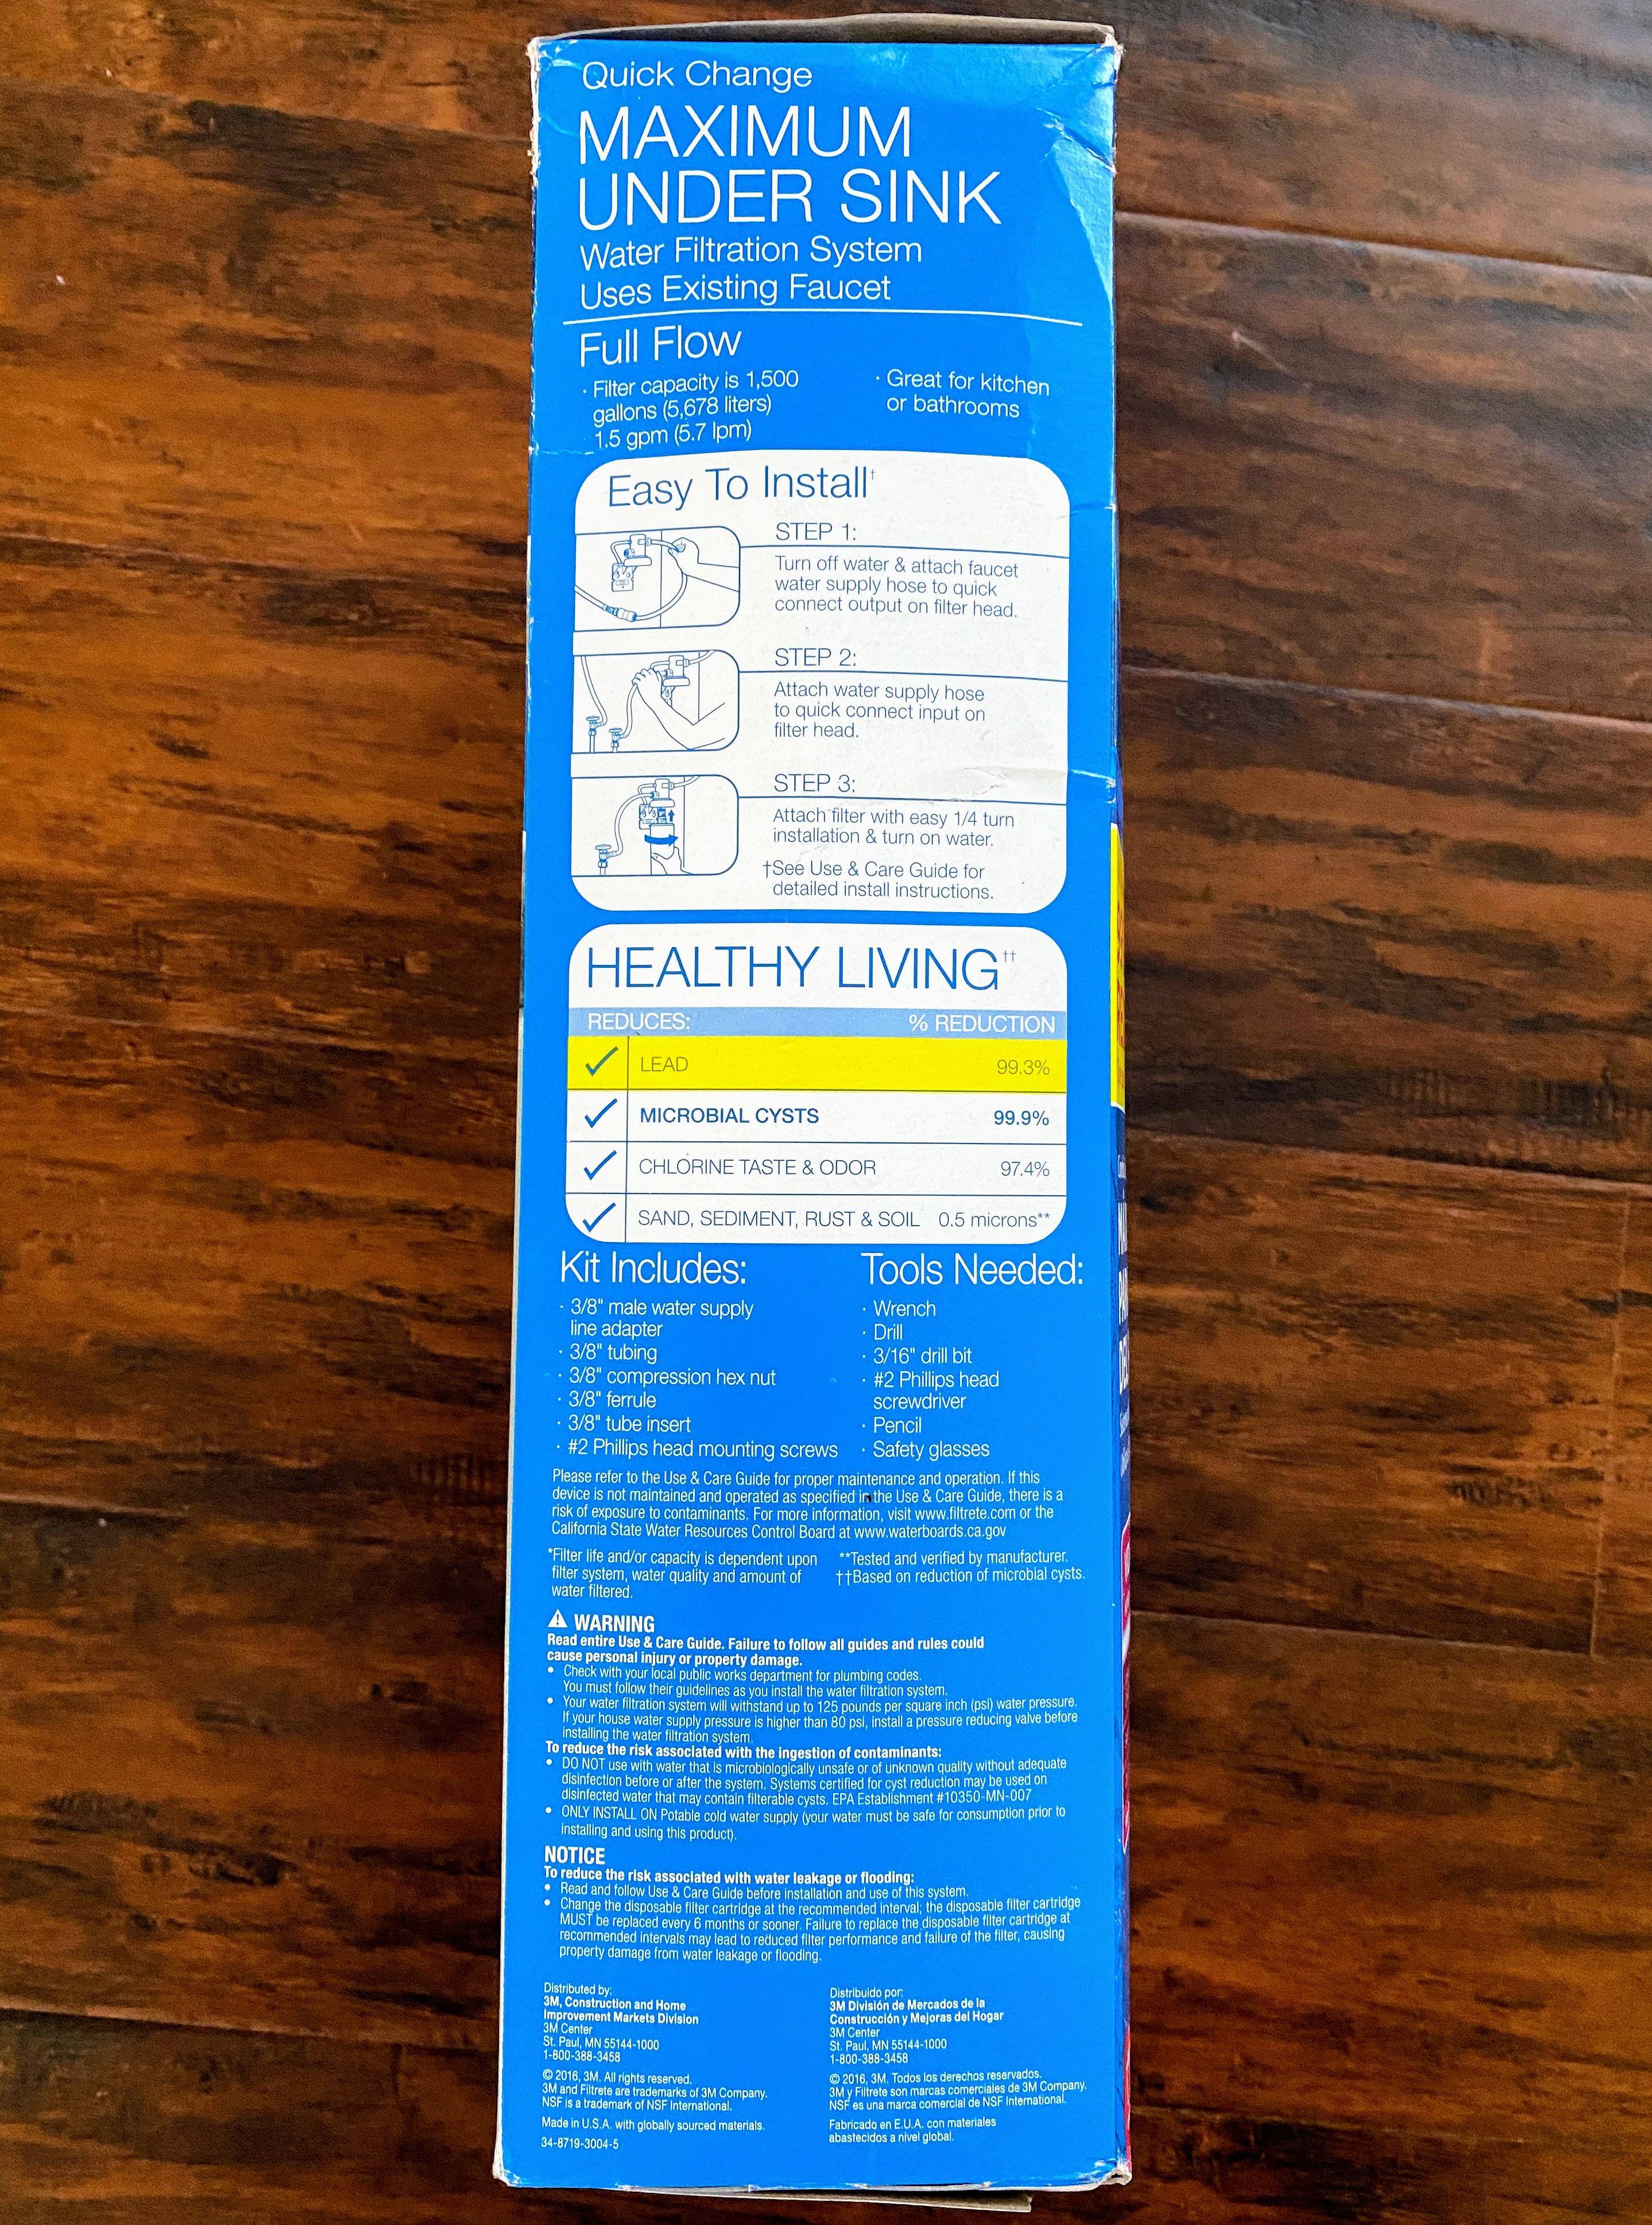 Quick Change
MAXIMUM
UNDER SINK
Water Filtration System
Uses Existing Faucet
Full Flow
· Filter capacity is 1,500
gallons (5,678 liters)
1.5 gpm (5.7 lpm)
· Great for kitchen
or bathrooms
Easy To Install†
STEP 1:
Turn off water & attach faucet
water supply hose to quick
connect output on filter head.
STEP 2:
Attach water supply hose
to quick connect input on
filter head.
STEP 3:
Attach filter with easy 1/4 turn
installation & turn on water.
†See Use & Care Guide for
detailed install instructions.
HEALTHY LIVING††
REDUCES: % REDUCTION
LEAD 99.3%
MICROBIAL CYSTS 99.9%
CHLORINE TASTE & ODOR 97.4%
SAND, SEDIMENT, RUST & SOIL 0.5 microns**
Kit Includes:
· 3/8" male water supply
line adapter
· 3/8" tubing
· 3/8" compression hex nut
· 3/8" ferrule
· 3/8" tube insert
· #2 Phillips head mounting screws
Tools Needed:
· Wrench
· Drill
· 3/16" drill bit
· #2 Phillips head
screwdriver
· Pencil
· Safety glasses
Please refer to the Use & Care Guide for proper maintenance and operation. If this
device is not maintained and operated as specified in the Use & Care Guide, there is a
risk of exposure to contaminants. For more information, visit www.filtrete.com or the
California State Water Resources Control Board at www.waterboards.ca.gov
*Filter life and/or capacity is dependent upon
filter system, water quality and amount of
water filtered.
**Tested and verified by manufacturer.
††Based on reduction of microbial cysts.
⚠ WARNING
Read entire Use & Care Guide. Failure to follow all guides and rules could
cause personal injury or property damage.
• Check with your local public works department for plumbing codes.
You must follow their guidelines as you install the water filtration system.
• Your water filtration system will withstand up to 125 pounds per square inch (psi) water pressure.
If your house water supply pressure is higher than 80 psi, install a pressure reducing valve before
installing the water filtration system.
To reduce the risk associated with the ingestion of contaminants:
• DO NOT use with water that is microbiologically unsafe or of unknown quality without adequate
disinfection before or after the system. Systems certified for cyst reduction may be used on
disinfected water that may contain filterable cysts. EPA Establishment #10350-MN-007
• ONLY INSTALL ON Potable cold water supply (your water must be safe for consumption prior to
installing and using this product).
NOTICE
To reduce the risk associated with water leakage or flooding:
• Read and follow Use & Care Guide before installation and use of this system.
• Change the disposable filter cartridge at the recommended interval; the disposable filter cartridge
MUST be replaced every 6 months or sooner. Failure to replace the disposable filter cartridge at
recommended intervals may lead to reduced filter performance and failure of the filter, causing
property damage from water leakage or flooding.
Distributed by:
3M, Construction and Home
Improvement Markets Division
3M Center
St. Paul, MN 55144-1000
1-800-388-3458
© 2016, 3M. All rights reserved.
3M and Filtrete are trademarks of 3M Company.
NSF is a trademark of NSF International.
Made in U.S.A. with globally sourced materials.
34-8719-3004-5
Distribuido por:
3M División de Mercados de la
Construcción y Mejoras del Hogar
3M Center
St. Paul, MN 55144-1000
1-800-388-3458
© 2016, 3M. Todos los derechos reservados.
3M y Filtrete son marcas comerciales de 3M Company.
NSF es una marca comercial de NSF International.
Fabricado en E.U.A. con materiales
abastecidos a nivel global.